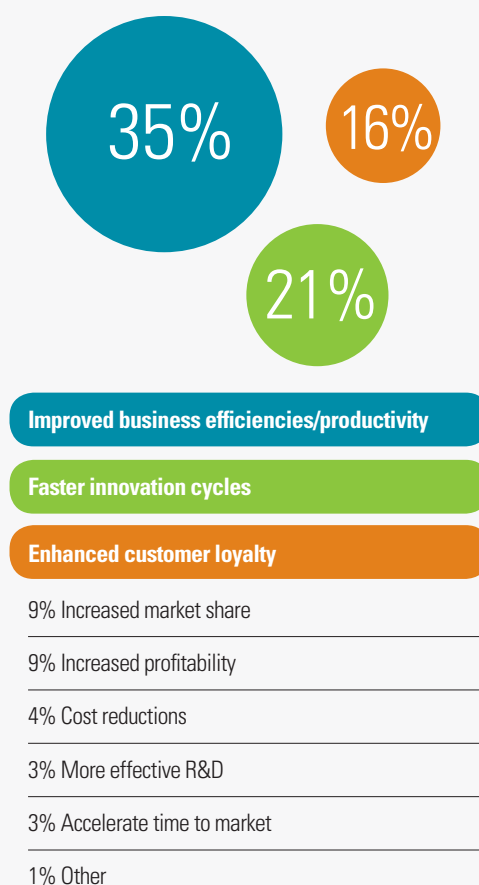 35%
16%
21%
Improved business efficiencies/productivity
Faster innovation cycles
Enhanced customer loyalty
9% Increased market share
9% Increased profitability
4% Cost reductions
3% More effective R&D
3% Accelerate time to market
1% Other